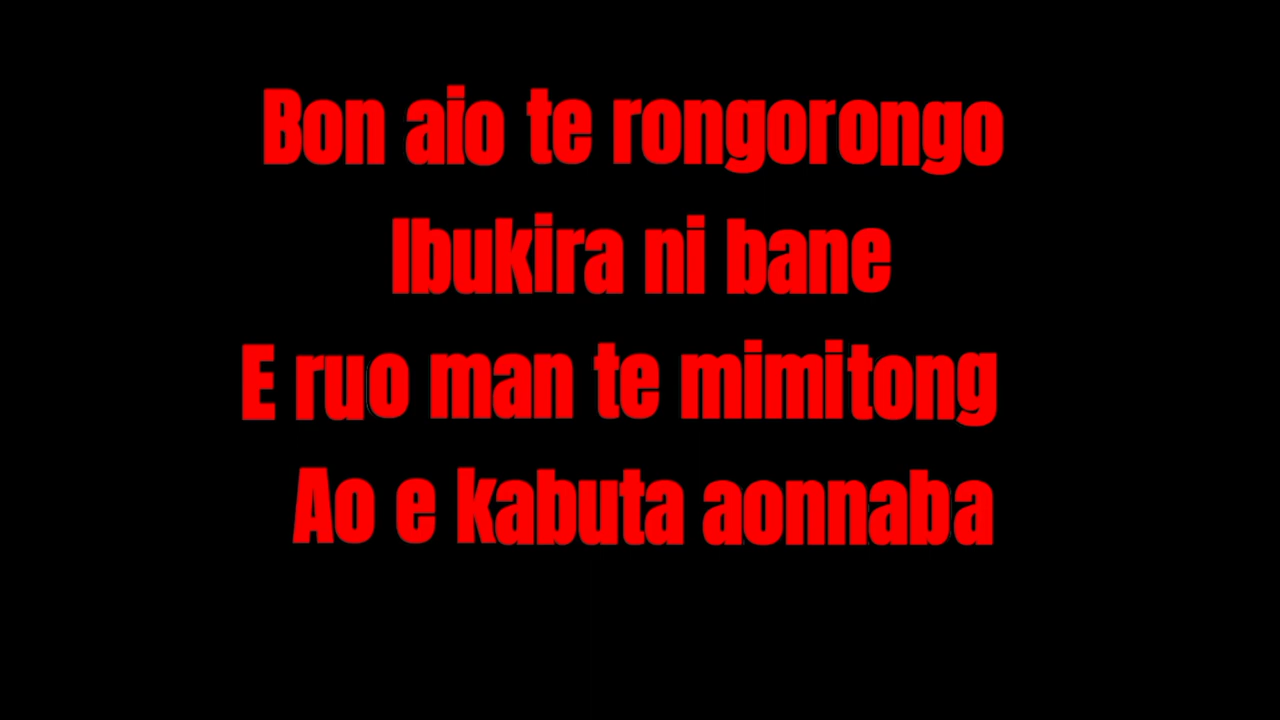 Bon aio te rongorongo
Ibukira ni bane
E ruo man te mimitong
Ao e kabuta aonnaba